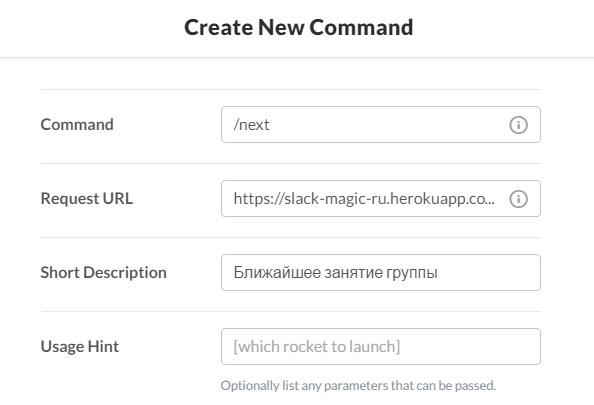 Create New Command
Command
/next
Request URL
https://slack-magic-ru.herokuapp.co...
Short Description
Ближайшее занятие группы
Usage Hint
[which rocket to launch]
Optionally list any parameters that can be passed.